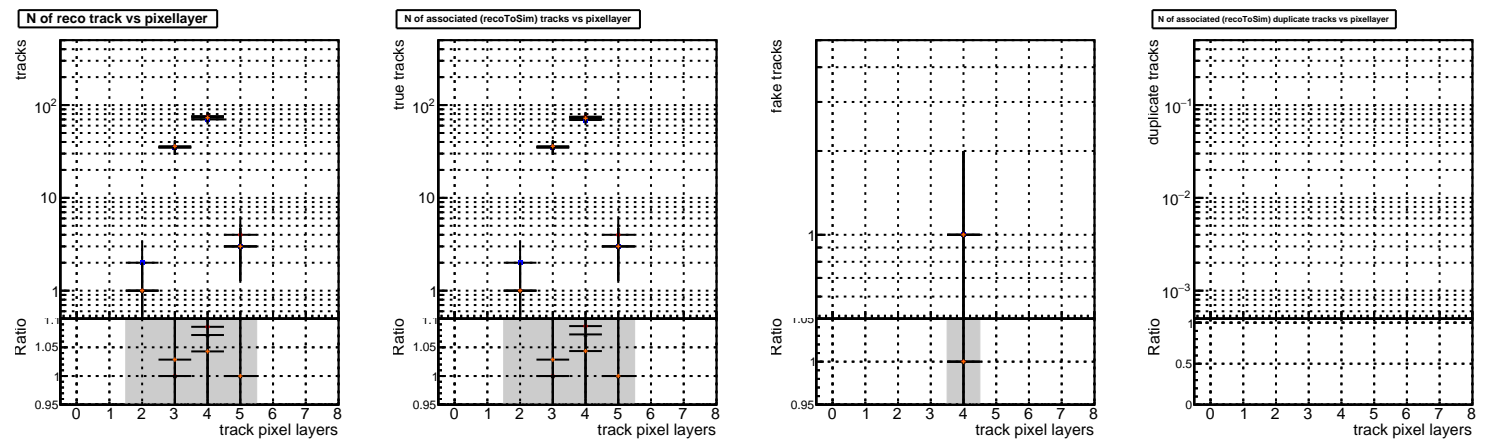 N of reco track vs pixellayer
tracks
10²
10
1
Ratio
1.1
1.05
1
0.95
0 1 2 3 4 5 6 7 8
track pixel layers
N of associated (recoToSim) tracks vs pixellayer
true tracks
10²
10
1
Ratio
1.1
1.05
1
0.95
0 1 2 3 4 5 6 7 8
track pixel layers
fake tracks
1
Ratio
1.05
1
0.95
0 1 2 3 4 5 6 7 8
track pixel layers
N of associated (recoToSim) duplicate tracks vs pixellayer
duplicate tracks
10⁻¹
10⁻²
10⁻³
Ratio
1
0.5
0
0 1 2 3 4 5 6 7 8
track pixel layers